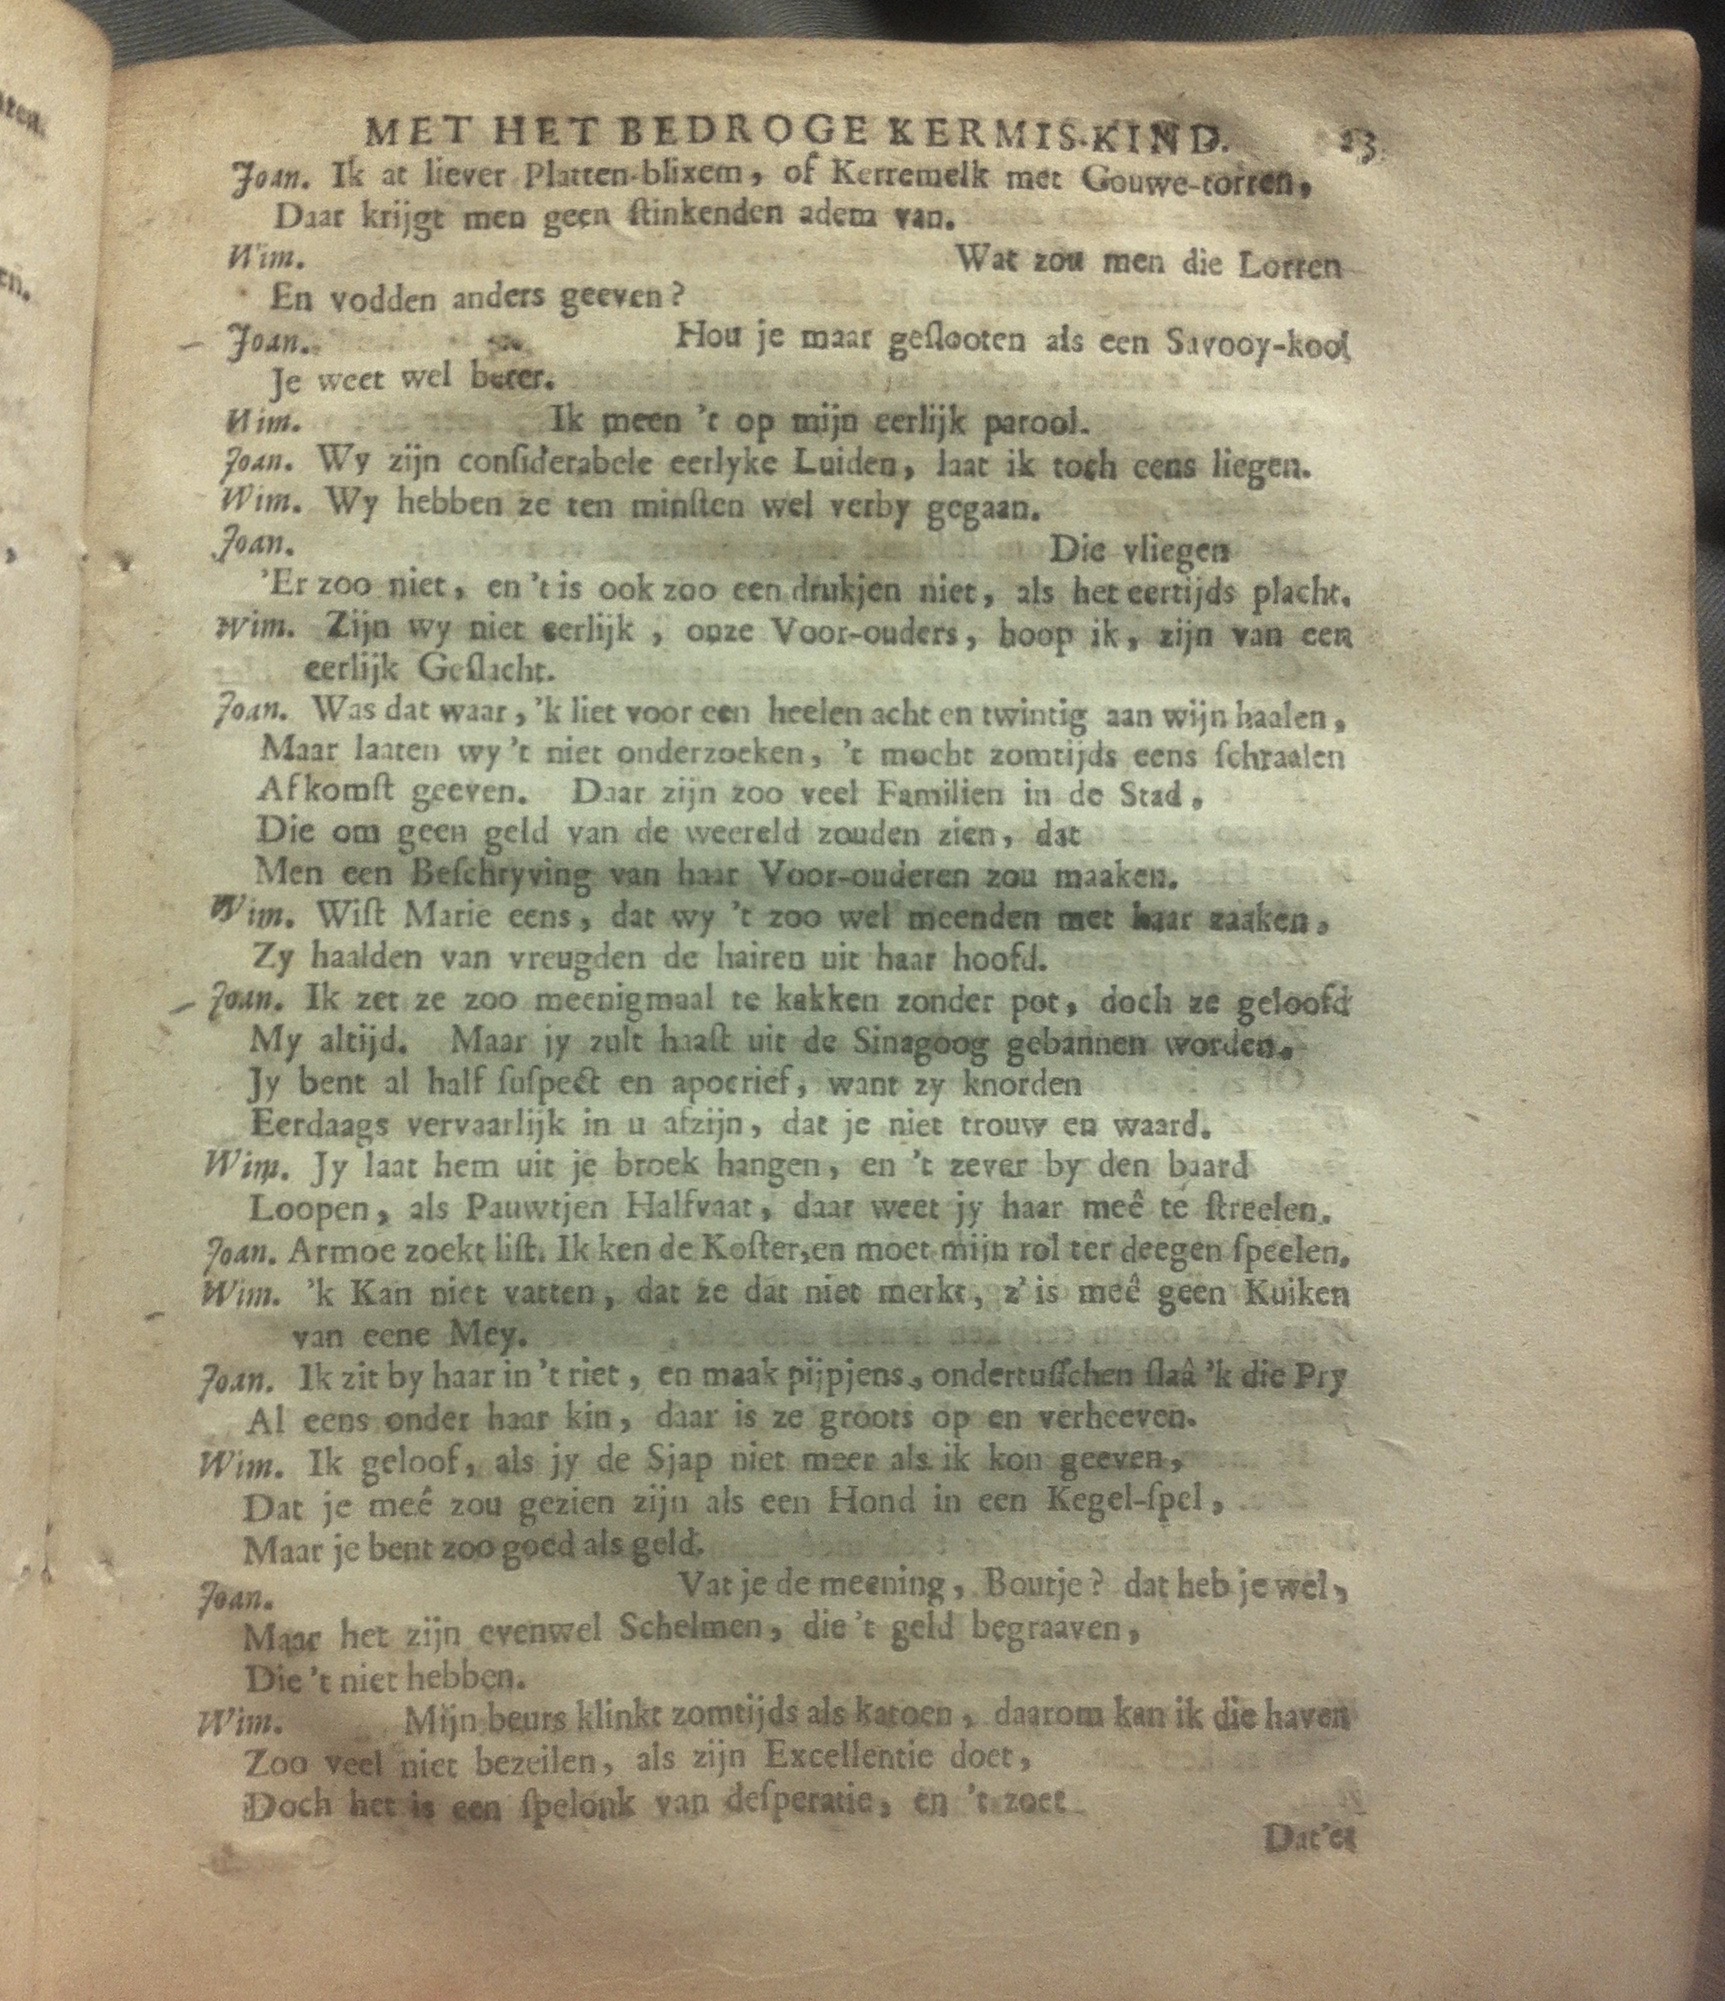 MET HET BEDROGE KERMIS-KIND. 23
Joan. Ik at liever Platten-blixem, of Kerremelk met Gouwe-torren,
Daar krijgt men geen ſtinkenden adem van.
Wim. Wat zou men die Lorren
En vodden anders geeven?
Joan. Hou je maar geſlooten als een Savooy-kool
Je weet wel beter.
Wim. Ik meen 't op mijn eerlijk parool.
Joan. Wy zijn conſiderabele eerlyke Luiden, laat ik toch eens liegen.
Wim. Wy hebben ze ten minſten wel verby gegaan.
Joan. Die vliegen
'Er zoo niet, en 't is ook zoo een drukjen niet, als het eertijds placht.
Wim. Zijn wy niet eerlijk, onze Voor-ouders, hoop ik, zijn van een
eerlijk Geſlacht.
Joan. Was dat waar, 'k liet voor een heelen acht en twintig aan wijn haalen,
Maar laaten wy 't niet onderzoeken, 't mocht zomtijds eens ſchraalen
Afkomſt geeven. Daar zijn zoo veel Familien in de Stad,
Die om geen geld van de weereld zouden zien, dat
Men een Beſchryving van haar Voor-ouderen zou maaken.
Wim. Wiſt Marie eens, dat wy 't zoo wel meenden met haar zaaken,
Zy haalden van vreugden de hairen uit haar hoofd.
Joan. Ik zet ze zoo meenigmaal te kakken zonder pot, doch ze geloofd
My altijd. Maar jy zult haaſt uit de Sinagoog gebannen worden.
Jy bent al half ſuſpect en apocrief, want zy knorden
Eerdaags vervaarlijk in u afzijn, dat je niet trouw en waard.
Wim. Jy laat hem uit je broek hangen, en 't zever by den baard
Loopen, als Pauwtjen Halfvaat, daar weet jy haar meê te ſtreelen.
Joan. Armoe zoekt liſt. Ik ken de Koſter, en moet mijn rol ter deegen ſpeelen.
Wim. 'k Kan niet vatten, dat ze dat niet merkt, z' is meê geen Kuiken
van eene Mey.
Joan. Ik zit by haar in 't riet, en maak pijpjens, ondertuſſchen ſlaâ 'k die Pry
Al eens onder haar kin, daar is ze groots op en verheeven.
Wim. Ik geloof, als jy de Sjap niet meer als ik kon geeven,
Dat je meê zou gezien zijn als een Hond in een Kegel-ſpel,
Maar je bent zoo goed als geld.
Joan. Vat je de meening, Boutje? dat heb je wel,
Maar het zijn evenwel Schelmen, die 't geld begraaven,
Die 't niet hebben.
Wim. Mijn beurs klinkt zomtijds als katoen, daarom kan ik die haven
Zoo veel niet bezeilen, als zijn Excellentie doet,
Doch het is een ſpelonk van deſperatie, en 't zoet
Dat'er